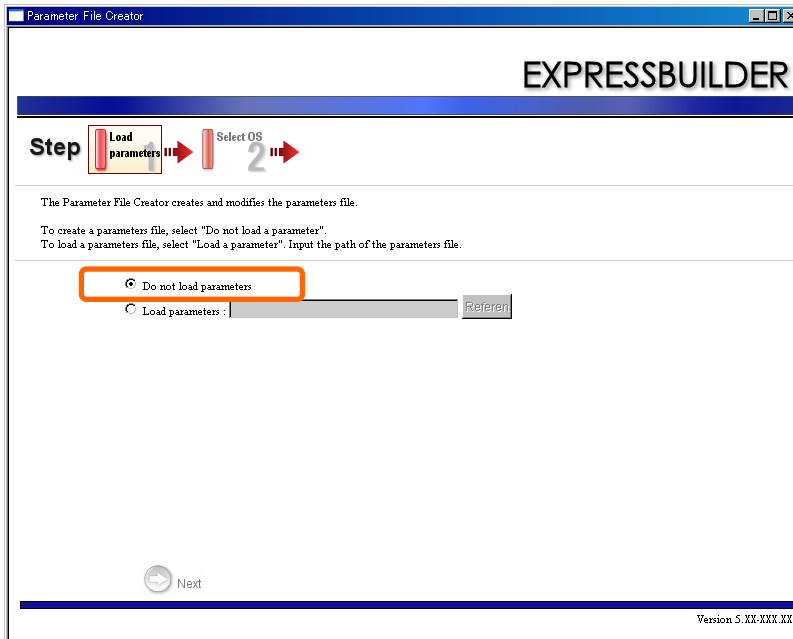 Parameter File Creator
EXPRESSBUILDER
Step
Load
parameters
1
Select OS
2
The Parameter File Creator creates and modifies the parameters file.
To create a parameters file, select "Do not load a parameter".
To load a parameters file, select "Load a parameter". Input the path of the parameters file.
Do not load parameters
Load parameters :
Referen
Next
Version 5.XX-XXX.XX